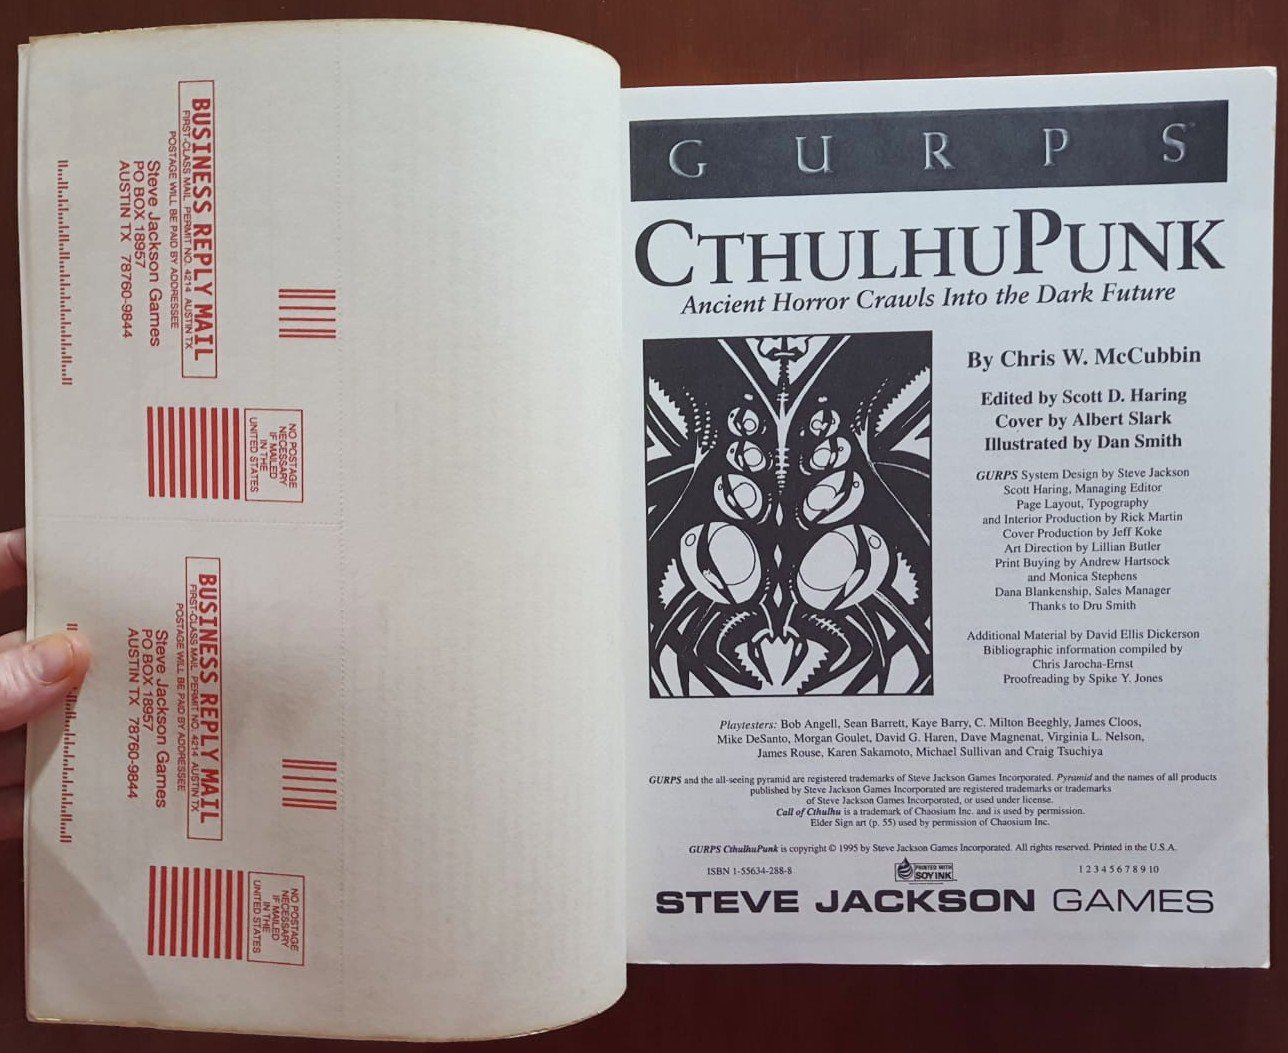 BUSINESS REPLY MAIL
FIRST-CLASS MAIL PERMIT NO. 4214 AUSTIN TX
POSTAGE WILL BE PAID BY ADDRESSEE
Steve Jackson Games
PO BOX 18957
AUSTIN TX 78760-9844
NO POSTAGE
NECESSARY
IF MAILED
IN THE
UNITED STATES
BUSINESS REPLY MAIL
FIRST-CLASS MAIL PERMIT NO. 4214 AUSTIN TX
POSTAGE WILL BE PAID BY ADDRESSEE
Steve Jackson Games
PO BOX 18957
AUSTIN TX 78760-9844
NO POSTAGE
NECESSARY
IF MAILED
IN THE
UNITED STATES
GURPS
CTHULHUPUNK
Ancient Horror Crawls Into the Dark Future
By Chris W. McCubbin
Edited by Scott D. Haring
Cover by Albert Slark
Illustrated by Dan Smith
GURPS System Design by Steve Jackson
Scott Haring, Managing Editor
Page Layout, Typography
and Interior Production by Rick Martin
Cover Production by Jeff Koke
Art Direction by Lillian Butler
Print Buying by Andrew Hartsock
and Monica Stephens
Dana Blankenship, Sales Manager
Thanks to Dru Smith
Additional Material by David Ellis Dickerson
Bibliographic information compiled by
Chris Jarocha-Ernst
Proofreading by Spike Y. Jones
Playtesters: Bob Angell, Sean Barrett, Kaye Barry, C. Milton Beeghly, James Cloos,
Mike DeSanto, Morgan Goulet, David G. Haren, Dave Magnenat, Virginia L. Nelson,
James Rouse, Karen Sakamoto, Michael Sullivan and Craig Tsuchiya
GURPS and the all-seeing pyramid are registered trademarks of Steve Jackson Games Incorporated. Pyramid and the names of all products
published by Steve Jackson Games Incorporated are registered trademarks or trademarks
of Steve Jackson Games Incorporated, or used under license.
Call of Cthulhu is a trademark of Chaosium Inc. and is used by permission.
Elder Sign art (p. 55) used by permission of Chaosium Inc.
GURPS CthulhuPunk is copyright © 1995 by Steve Jackson Games Incorporated. All rights reserved. Printed in the U.S.A.
ISBN 1-55634-288-8
PRINTED WITH
SOY INK
1 2 3 4 5 6 7 8 9 10
STEVE JACKSON GAMES